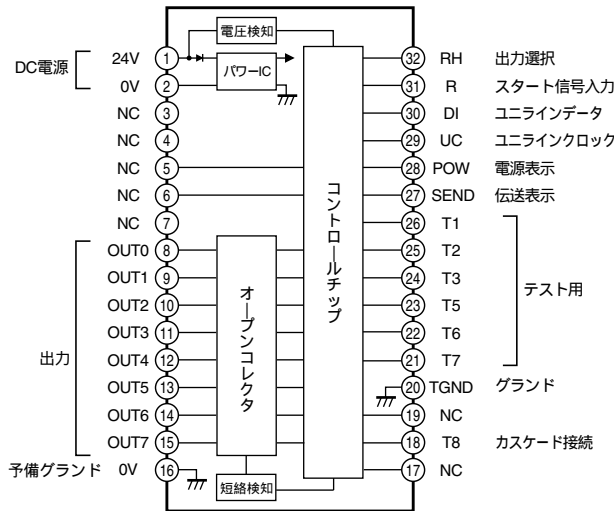 電圧検知
DC電源
24V 1
パワーIC
0V 2
NC 3
NC 4
NC 5
NC 6
NC 7
出力
OUT0 8
OUT1 9
OUT2 10
OUT3 11
OUT4 12
OUT5 13
OUT6 14
OUT7 15
予備グランド 0V 16
オープンコレクタ
短絡検知
コントロールチップ
32 RH 出力選択
31 R スタート信号入力
30 DI ユニラインデータ
29 UC ユニラインクロック
28 POW 電源表示
27 SEND 伝送表示
26 T1
25 T2
24 T3
23 T5
22 T6
21 T7
テスト用
20 TGND グランド
19 NC
18 T8 カスケード接続
17 NC